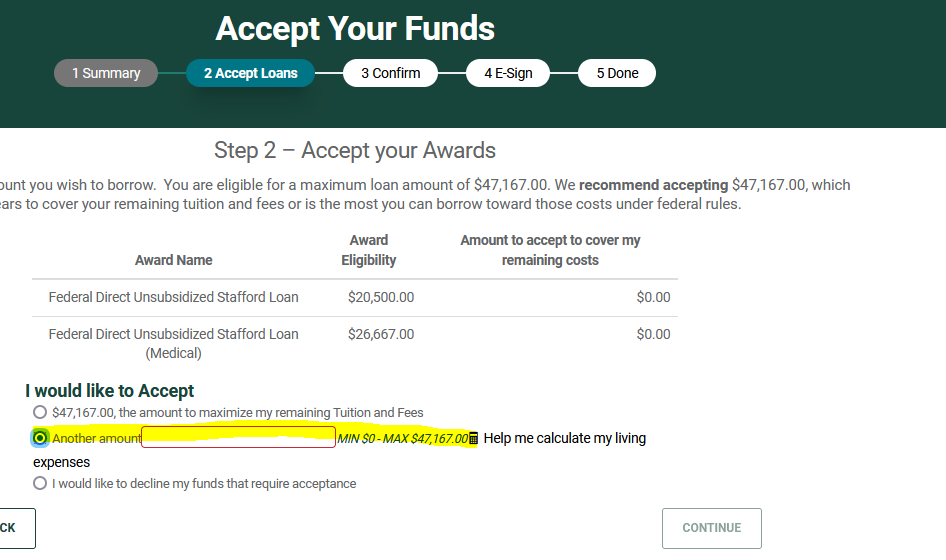 Accept Your Funds
1 Summary
2 Accept Loans
3 Confirm
4 E-Sign
5 Done
Step 2 – Accept your Awards
you wish to borrow. You are eligible for a maximum loan amount of $47,167.00. We recommend accepting $47,167.00, which
to cover your remaining tuition and fees or is the most you can borrow toward those costs under federal rules.
Award Name
Award
Eligibility
Amount to accept to cover my
remaining costs
Federal Direct Unsubsidized Stafford Loan
$20,500.00
$0.00
Federal Direct Unsubsidized Stafford Loan
(Medical)
$26,667.00
$0.00
I would like to Accept
$47,167.00, the amount to maximize my remaining Tuition and Fees
Another amount MIN $0 - MAX $47,167.00 Help me calculate my living
expenses
I would like to decline my funds that require acceptance
CONTINUE